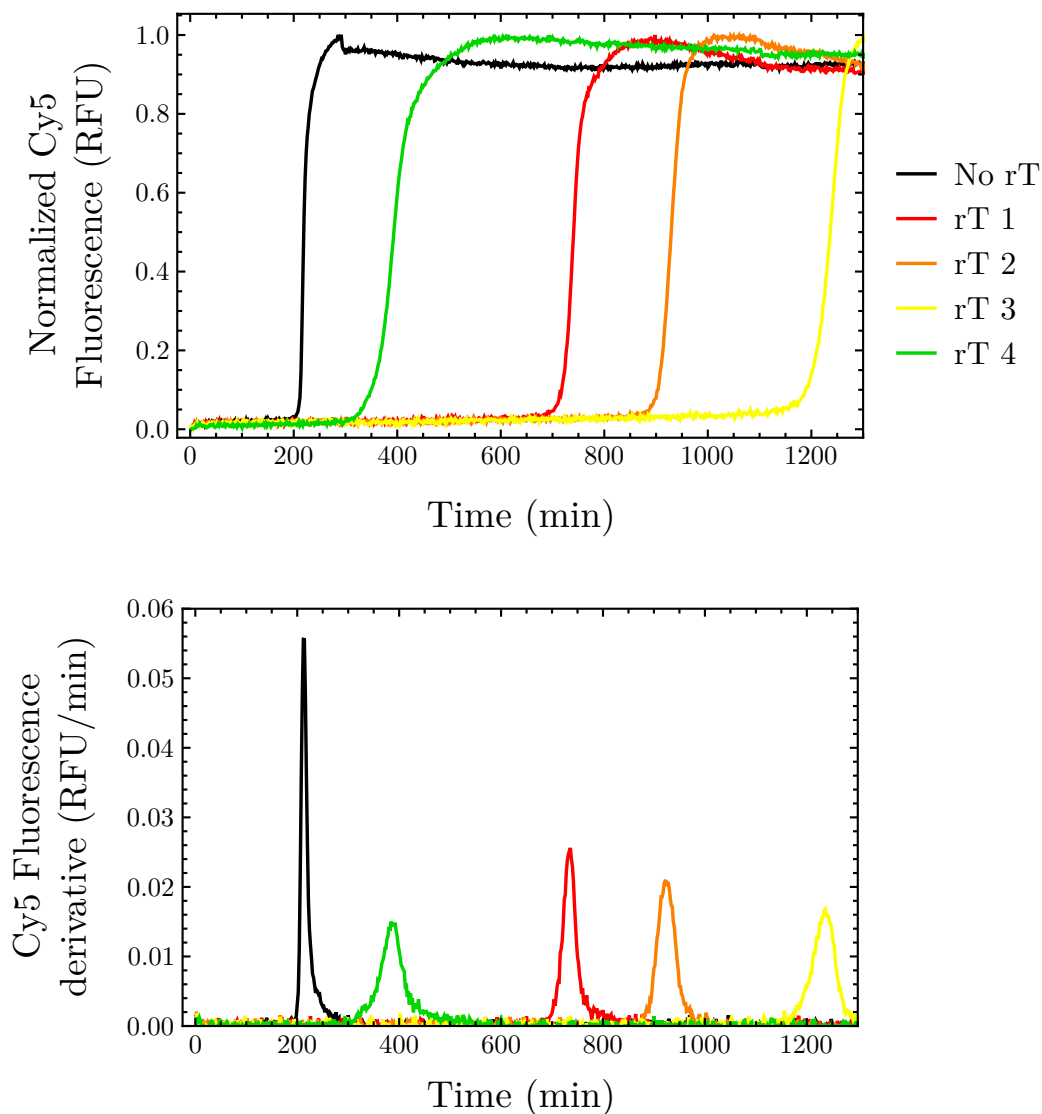 Normalized Cy5
Fluorescence (RFU)
1.0
0.8
0.6
0.4
0.2
0.0
0 200 400 600 800 1000 1200
Time (min)
No rT
rT 1
rT 2
rT 3
rT 4
Cy5 Fluorescence
derivative (RFU/min)
0.06
0.05
0.04
0.03
0.02
0.01
0.00
0 200 400 600 800 1000 1200
Time (min)